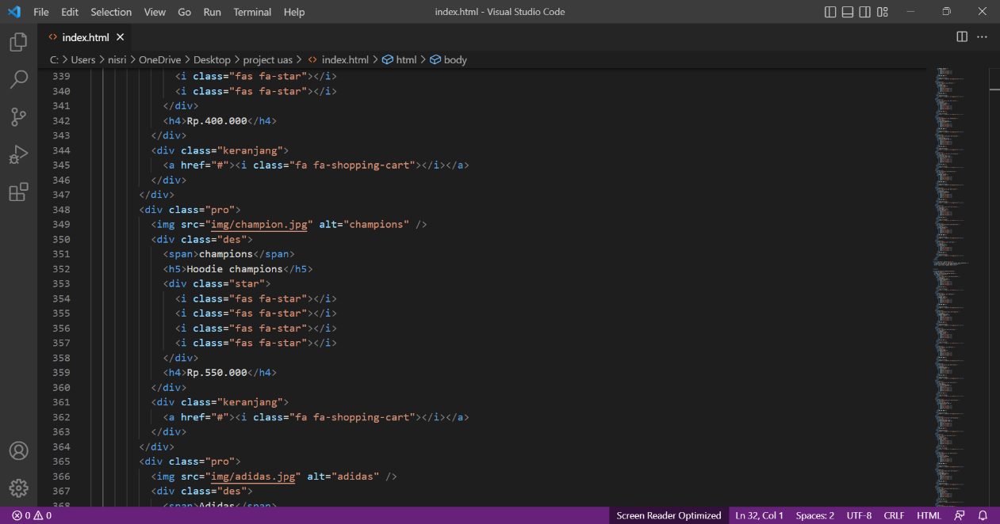 File Edit Selection View Go Run Terminal Help index.html - Visual Studio Code
index.html
C: > Users > nisri > OneDrive > Desktop > project uas > index.html > html > body
339 <i class="fas fa-star"></i>
340 <i class="fas fa-star"></i>
341 </div>
342 <h4>Rp.400.000</h4>
343 </div>
344 <div class="keranjang">
345 <a href="#"><i class="fa fa-shopping-cart"></i></a>
346 </div>
347 </div>
348 <div class="pro">
349 <img src="img/champion.jpg" alt="champions" />
350 <div class="des">
351 <span>champions</span>
352 <h5>Hoodie champions</h5>
353 <div class="star">
354 <i class="fas fa-star"></i>
355 <i class="fas fa-star"></i>
356 <i class="fas fa-star"></i>
357 <i class="fas fa-star"></i>
358 </div>
359 <h4>Rp.550.000</h4>
360 </div>
361 <div class="keranjang">
362 <a href="#"><i class="fa fa-shopping-cart"></i></a>
363 </div>
364 </div>
365 <div class="pro">
366 <img src="img/adidas.jpg" alt="adidas" />
367 <div class="des">
368 <span>Adidas</span>
0 0 Screen Reader Optimized Ln 32, Col 1 Spaces: 2 UTF-8 CRLF HTML